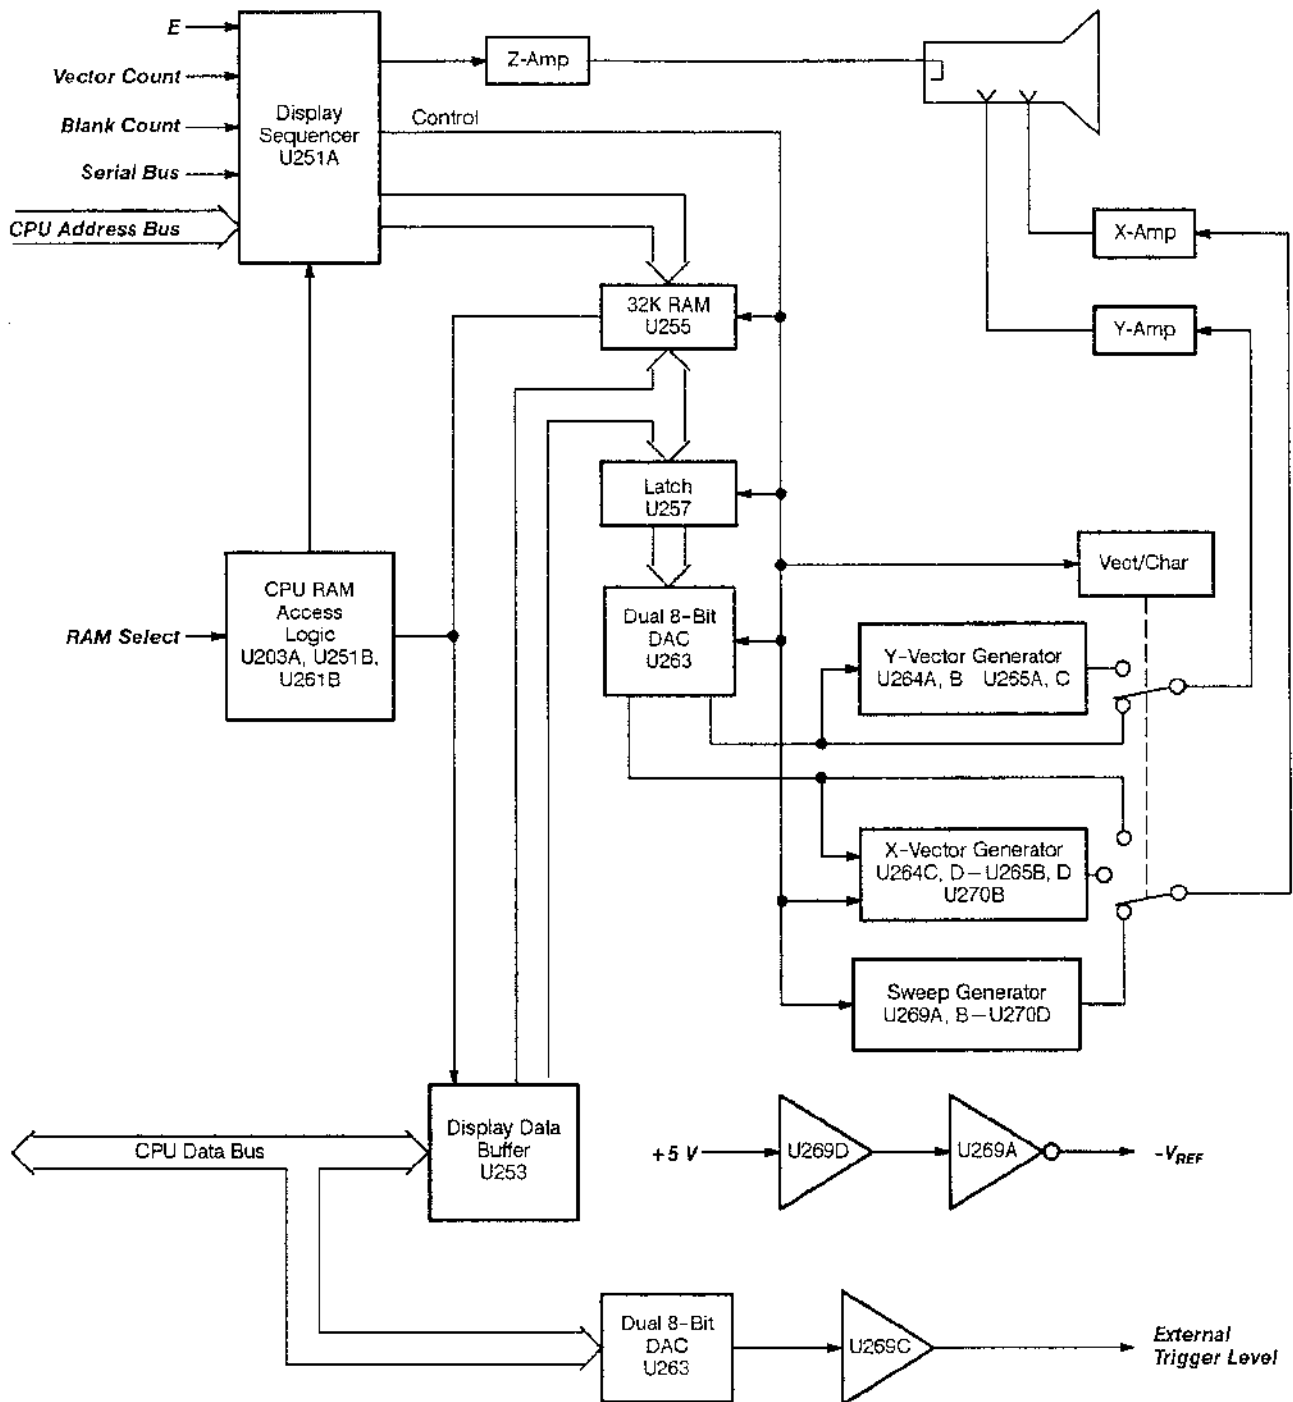 E
Vector Count
Blank Count
Serial Bus
CPU Address Bus
Display
Sequencer
U251A
Z-Amp
Control
X-Amp
Y-Amp
32K RAM
U255
Latch
U257
CPU RAM
Access
Logic
U203A, U251B,
U261B
RAM Select
Dual 8-Bit
DAC
U263
Vect/Char
Y-Vector Generator
U264A, B U265A, C
X-Vector Generator
U264C, D—U265B, D
U270B
Sweep Generator
U269A, B—U270D
CPU Data Bus
Display Data
Buffer
U253
+5 V
U269D
U269A
-VREF
Dual 8-Bit
DAC
U263
U269C
External
Trigger Level